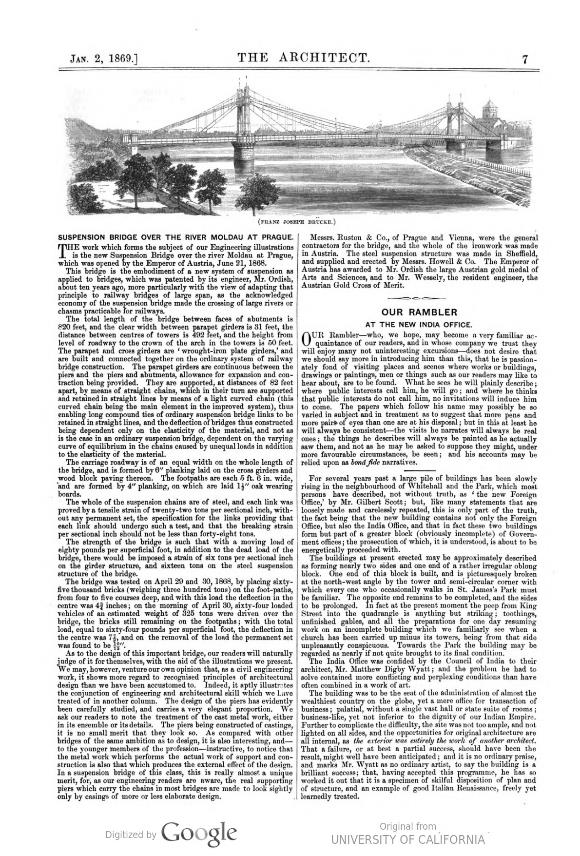 JAN. 2, 1869.]
THE ARCHITECT.
7
(FRANZ JOSEPH BRÜCKE.)
SUSPENSION BRIDGE OVER THE RIVER MOLDAU AT PRAGUE.
THE work which forms the subject of our Engineering illustrations
is the new Suspension Bridge over the river Moldau at Prague,
which was opened by the Emperor of Austria, June 21, 1868.
This bridge is the embodiment of a new system of suspension as
applied to bridges, which was patented by its engineer, Mr. Ordish,
about ten years ago, more particularly with the view of adapting that
principle to railway bridges of large span, as the acknowledged
economy of the suspension bridge made the crossing of large rivers or
chasms practicable for railways.
The total length of the bridge between faces of abutments is
820 feet, and the clear width between parapet girders is 31 feet, the
distance between centres of towers is 492 feet, and the height from
level of roadway to the crown of the arch in the towers is 50 feet.
The parapet and cross girders are 'wrought-iron plate girders,' and
are built and connected together on the ordinary system of railway
bridge construction. The parapet girders are continuous between the
piers and the piers and abutments, allowance for expansion and con-
traction being provided. They are supported, at distances of 82 feet
apart, by means of straight chains, which in their turn are supported
and retained in straight lines by means of a light curved chain (this
curved chain being the main element in the improved system), thus
enabling long compound ties of ordinary suspension bridge links to be
retained in straight lines, and the deflection of bridges thus constructed
being dependent only on the elasticity of the material, and not as
is the case in an ordinary suspension bridge, dependent on the varying
curve of equilibrium in the chains caused by unequal loads in addition
to the elasticity of the material.
The carriage roadway is of an equal width on the whole length of
the bridge, and is formed by 6" planking laid on the cross girders and
wood block paving thereon. The footpaths are each 5 ft. 6 in. wide,
and are formed by 4" planking, on which are laid 1½" oak wearing
boards.
The whole of the suspension chains are of steel, and each link was
proved by a tensile strain of twenty-two tons per sectional inch, with-
out any permanent set, the specification for the links providing that
each link should undergo such a test, and that the breaking strain
per sectional inch should not be less than forty-eight tons.
The strength of the bridge is such that with a moving load of
eighty pounds per superficial foot, in addition to the dead load of the
bridge, there would be imposed a strain of six tons per sectional inch
on the girder structure, and sixteen tons on the steel suspension
structure of the bridge.
The bridge was tested on April 29 and 30, 1868, by placing sixty-
five thousand bricks (weighing three hundred tons) on the foot-paths,
from four to five courses deep, and with this load the deflection in the
centre was inches; on the morning of April 30, sixty-four loaded
vehicles of an estimated weight of 325 tons were driven over the
bridge, the bricks still remaining on the footpaths; with the total
load, equal to sixty-four pounds per superficial foot, the deflection in
the centre was and on the removal of the load the permanent set
was found to be
As to the design of this important bridge, our readers will naturally
judge of it for themselves, with the aid of the illustrations we present.
We may, however, venture our own opinion that, as a civil engineering
work, it shows more regard to recognised principles of architectural
design than we have been accustomed to. Indeed, it aptly illustrates
the conjunction of engineering and architectural skill which we have
treated of in another column. The design of the piers has evidently
been carefully studied, and carries a very elegant proportion. We
ask our readers to note the treatment of the cast metal work, either
in its ensemble or its details. The piers being constructed of castings,
it is no small merit that they look so. As compared with other
bridges of the same ambition as to design, it is also interesting, and—
to the younger members of the profession—instructive, to notice that
the metal work which performs the actual work of support and con-
struction is also that which produces the external effect of the design.
In a suspension bridge of this class, this is really almost a unique
merit, for, as our engineering readers are aware, the real supporting
piers which carry the chains in most bridges are made to look sightly
only by casings of more or less elaborate design.
Messrs. Ruston & Co., of Prague and Vienna, were the general
contractors for the bridge, and the whole of the ironwork was made
in Austria. The steel suspension structure was made in Sheffield,
and supplied and erected by Messrs. Howell & Co. The Emperor of
Austria has awarded to Mr. Ordish the large Austrian gold medal of
Arts and Sciences, and to Mr. Wessely, the resident engineer, the
Austrian Gold Cross of Merit.
OUR RAMBLER
AT THE NEW INDIA OFFICE.
OUR Rambler—who, we hope, may become a very familiar ac-
quaintance of our readers, and in whose company we trust they
will enjoy many not uninteresting excursions—does not desire that
we should say more in introducing him than this, that he is passion-
ately fond of visiting places and scenes where works or buildings,
drawings or paintings, men or things such as our readers may like to
hear about, are to be found. What he sees he will plainly describe;
where public interests call him, he will go; and where he thinks
that public interests do not call him, no invitations will induce him
to come. The papers which follow his name may possibly be so
varied in subject and in treatment as to suggest that more pens and
more pairs of eyes than one are at his disposal; but in this at least he
will always be consistent—the visits he narrates will always be real
ones; the things he describes will always be painted as he actually
saw them, and not as he may be asked to suppose they might, under
more favourable circumstances, be seen; and his accounts may be
relied upon as bonâ fide narratives.
For several years past a large pile of buildings has been slowly
rising in the neighbourhood of Whitehall and the Park, which most
persons have described, not without truth, as 'the new Foreign
Office,' by Mr. Gilbert Scott; but, like many statements that are
loosely made and carelessly repeated, this is only part of the truth,
the fact being that the new building contains not only the Foreign
Office, but also the India Office, and that in fact these two buildings
form but part of a greater block (obviously incomplete) of Govern-
ment offices; the prosecution of which, it is understood, is about to be
energetically proceeded with.
The buildings at present erected may be approximately described
as forming nearly two sides and one end of a rather irregular oblong
block. One end of this block is built, and is picturesquely broken
at the north-west angle by the tower and semi-circular corner with
which every one who occasionally walks in St. James's Park must
be familiar. The opposite end remains to be completed, and the sides
to be prolonged. In fact at the present moment the peep from King
Street into the quadrangle is anything but striking; toothings,
unfinished gables, and all the preparations for one day resuming
work on an incomplete building which we familiarly see when a
church has been carried up minus its towers, being from that side
unpleasantly conspicuous. Towards the Park the building may be
regarded as nearly if not quite brought to its final condition.
The India Office was confided by the Council of India to their
architect, Mr. Matthew Digby Wyatt; and the problem he had to
solve contained more conflicting and perplexing conditions than have
often combined in a work of art.
The building was to be the seat of the administration of almost the
wealthiest country on the globe, yet a mere office for transaction of
business; palatial, without a single vast hall or state suite of rooms;
business-like, yet not inferior to the dignity of our Indian Empire.
Further to complicate the difficulty, the site was not too ample, and not
lighted on all sides, and the opportunities for original architecture are
all internal, as the exterior was entirely the work of another architect.
That a failure, or at best a partial success, should have been the
result, might well have been anticipated; and it is no ordinary praise,
and marks Mr. Wyatt as no ordinary artist, to say the building is a
brilliant success; that, having accepted this programme, he has so
worked it out that it is a specimen of skilful disposition of plan and
of structure, and an example of good Italian Renaissance, freely yet
learnedly treated.
Digitized by Google
Original from
UNIVERSITY OF CALIFORNIA